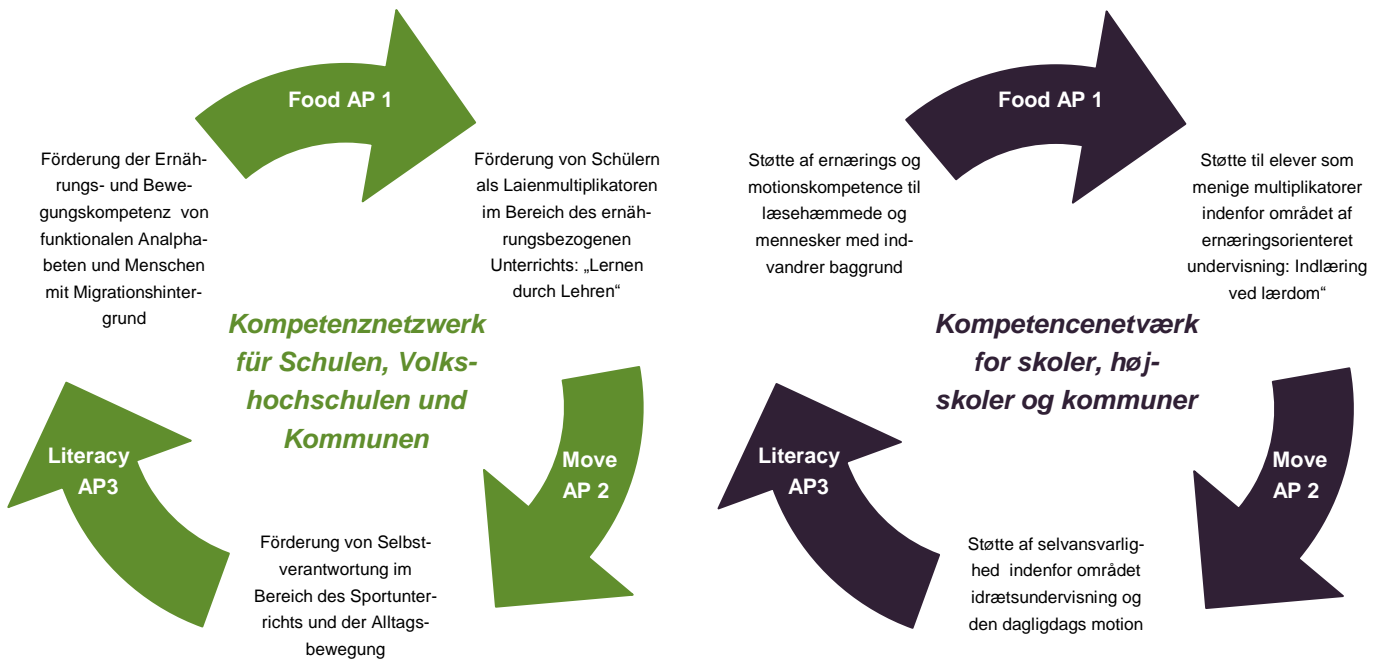 Food AP 1
Förderung der Ernäh-
rungs- und Bewe-
gungskompetenz  von
funktionalen Analpha-
beten und Menschen
mit Migrationshinter-
grund
Förderung von Schülern
als Laienmultiplikatoren
im Bereich des ernäh-
rungsbezogenen
Unterrichts: „Lernen
durch Lehren“
Kompetenznetzwerk
für Schulen, Volks-
hochschulen und
Kommunen
Literacy
AP3
Move
AP 2
Förderung von Selbst-
verantwortung im
Bereich des Sportunter-
richts und der Alltags-
bewegung
Food AP 1
Støtte af ernærings og
motionskompetence til
læsehæmmede og
mennesker med ind-
vandrer baggrund
Støtte til elever som
menige multiplikatorer
indenfor området af
ernæringsorienteret
undervisning: Indlæring
ved lærdom“
Kompetencenetværk
for skoler, høj-
skoler og kommuner
Literacy
AP3
Move
AP 2
Støtte af selvansvarlig-
hed  indenfor området
idrætsundervisning og
den dagligdags motion